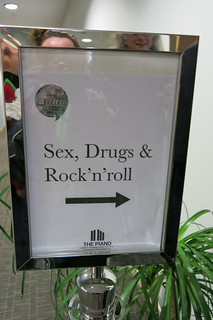 Sex, Drugs &
Rock'n'roll
THE PIANO